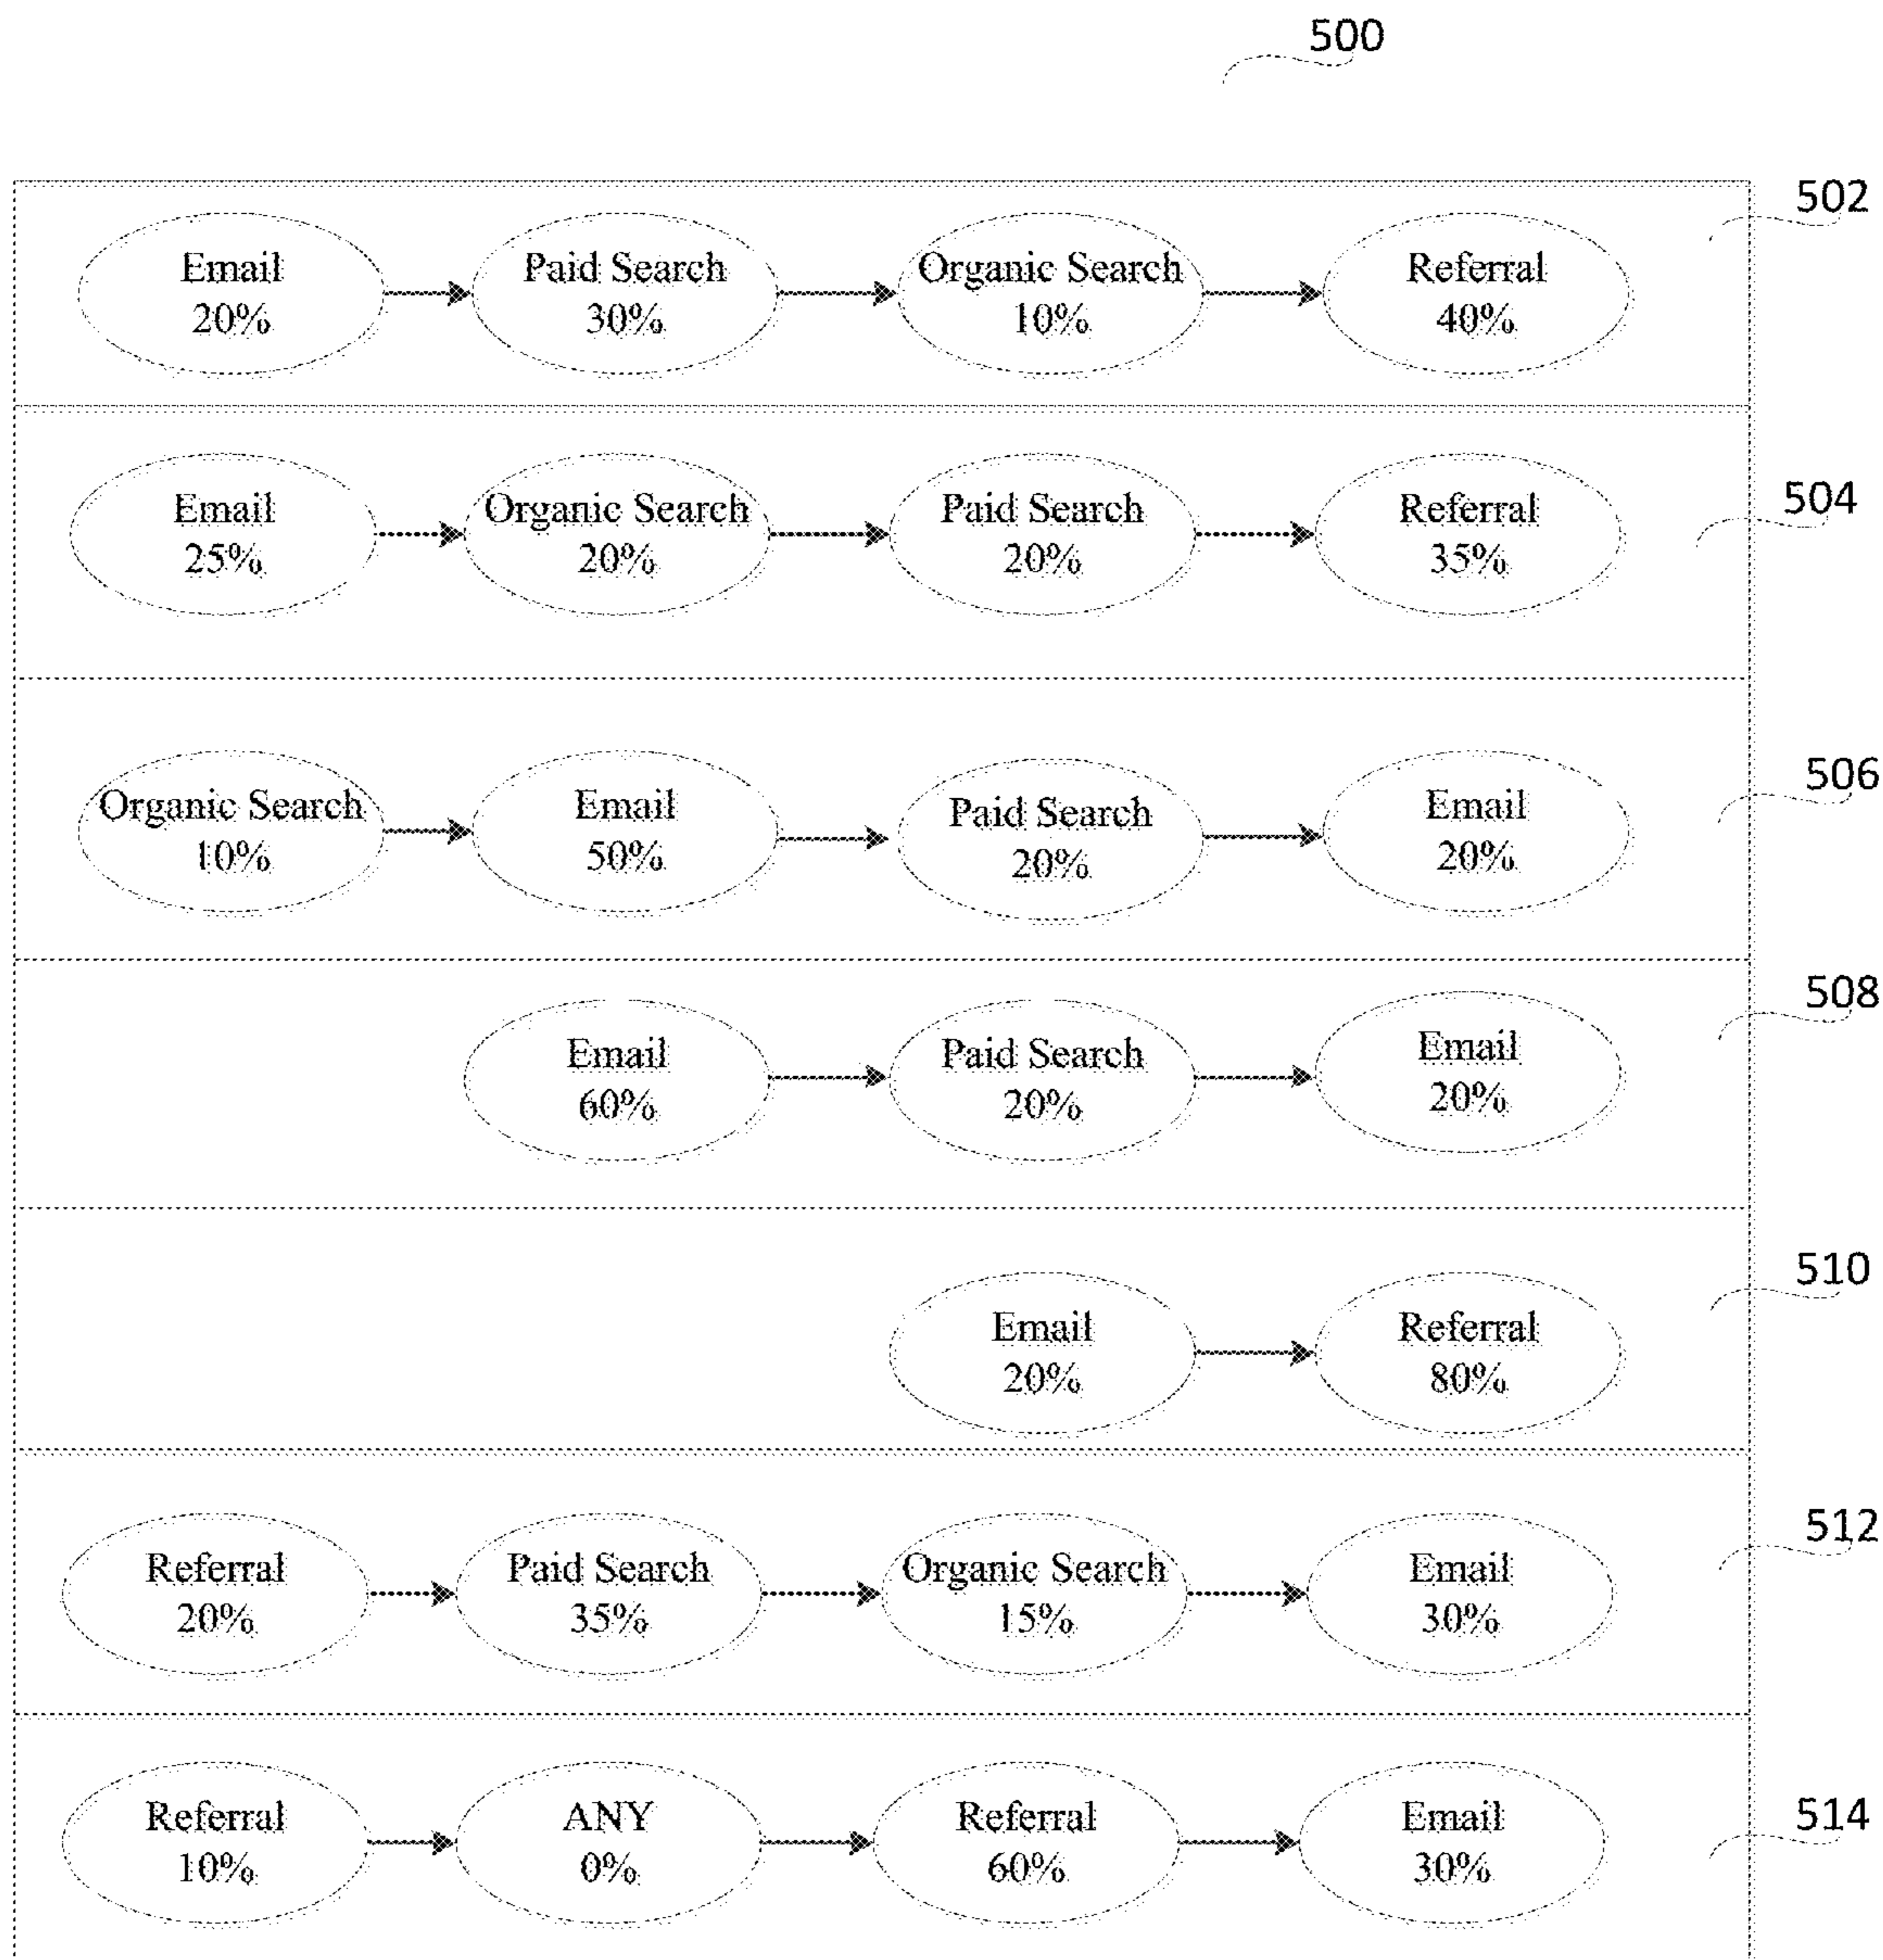 500
502
Email
20%
Paid Search
30%
Organic Search
10%
Referral
40%
504
Email
25%
Organic Search
20%
Paid Search
20%
Referral
35%
506
Organic Search
10%
Email
50%
Paid Search
20%
Email
20%
508
Email
60%
Paid Search
20%
Email
20%
510
Email
20%
Referral
80%
512
Referral
20%
Paid Search
35%
Organic Search
15%
Email
30%
514
Referral
10%
ANY
0%
Referral
60%
Email
30%